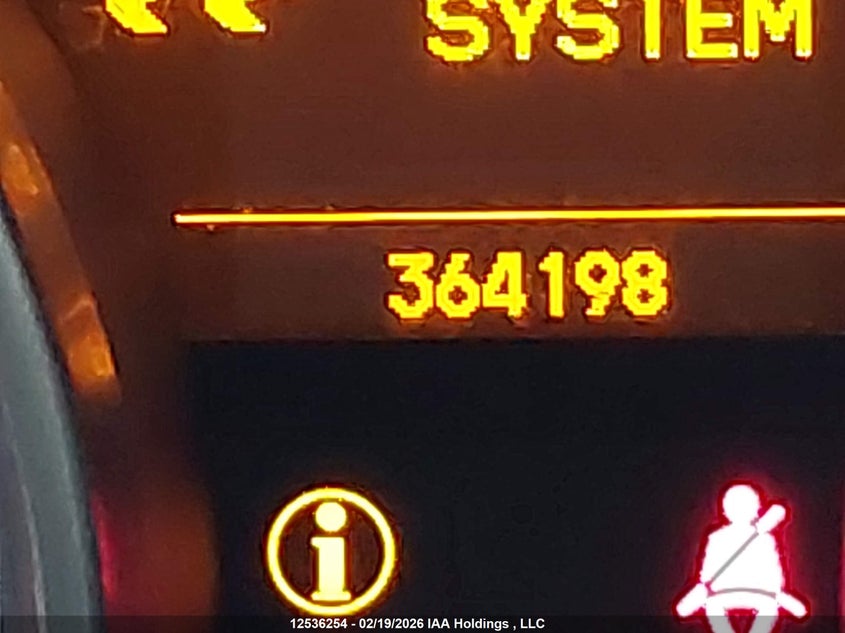 SYSTEM
364198
i
12536254 - 02/19/2026 IAA Holdings , LLC